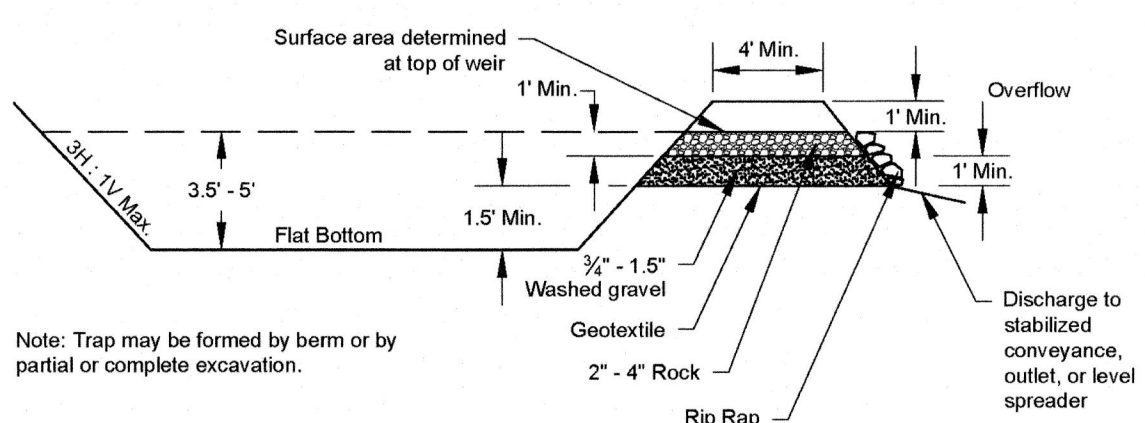 Surface area determined
at top of weir
4' Min.
1' Min.
Overflow
1' Min.
3H : 1V Max.
3.5' - 5'
1.5' Min.
1' Min.
Flat Bottom
¾" - 1.5"
Washed gravel
Geotextile
2" - 4" Rock
Rip Rap
Discharge to
stabilized
conveyance,
outlet, or level
spreader
Note: Trap may be formed by berm or by
partial or complete excavation.